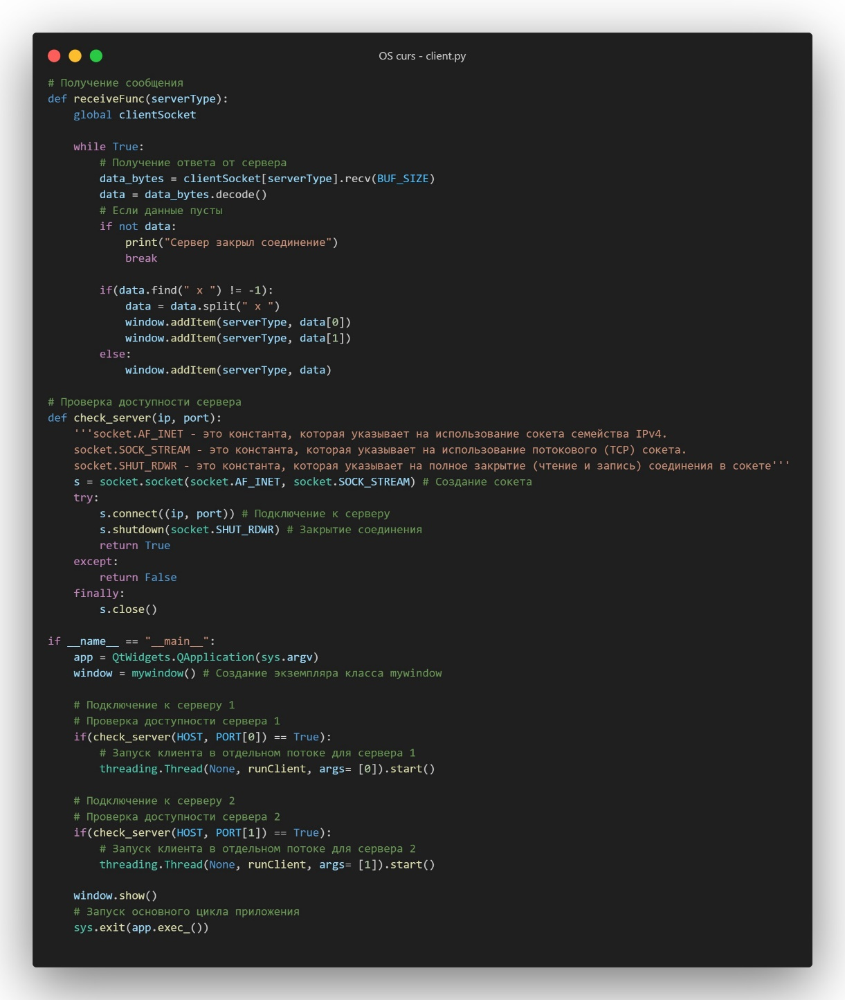 OS curs - client.py
# Получение сообщения
def receiveFunc(serverType):
    global clientSocket

    while True:
        # Получение ответа от сервера
        data_bytes = clientSocket[serverType].recv(BUF_SIZE)
        data = data_bytes.decode()
        # Если данные пусты
        if not data:
            print("Сервер закрыл соединение")
            break

        if(data.find(" x ") != -1):
            data = data.split(" x ")
            window.addItem(serverType, data[0])
            window.addItem(serverType, data[1])
        else:
            window.addItem(serverType, data)

# Проверка доступности сервера
def check_server(ip, port):
    '''socket.AF_INET - это константа, которая указывает на использование сокета семейства IPv4.
    socket.SOCK_STREAM - это константа, которая указывает на использование потокового (TCP) сокета.
    socket.SHUT_RDWR - это константа, которая указывает на полное закрытие (чтение и запись) соединения в сокете'''
    s = socket.socket(socket.AF_INET, socket.SOCK_STREAM) # Создание сокета
    try:
        s.connect((ip, port)) # Подключение к серверу
        s.shutdown(socket.SHUT_RDWR) # Закрытие соединения
        return True
    except:
        return False
    finally:
        s.close()

if __name__ == "__main__":
    app = QtWidgets.QApplication(sys.argv)
    window = mywindow() # Создание экземпляра класса mywindow

    # Подключение к серверу 1
    # Проверка доступности сервера 1
    if(check_server(HOST, PORT[0]) == True):
        # Запуск клиента в отдельном потоке для сервера 1
        threading.Thread(None, runClient, args= [0]).start()

    # Подключение к серверу 2
    # Проверка доступности сервера 2
    if(check_server(HOST, PORT[1]) == True):
        # Запуск клиента в отдельном потоке для сервера 2
        threading.Thread(None, runClient, args= [1]).start()

    window.show()
    # Запуск основного цикла приложения
    sys.exit(app.exec_())